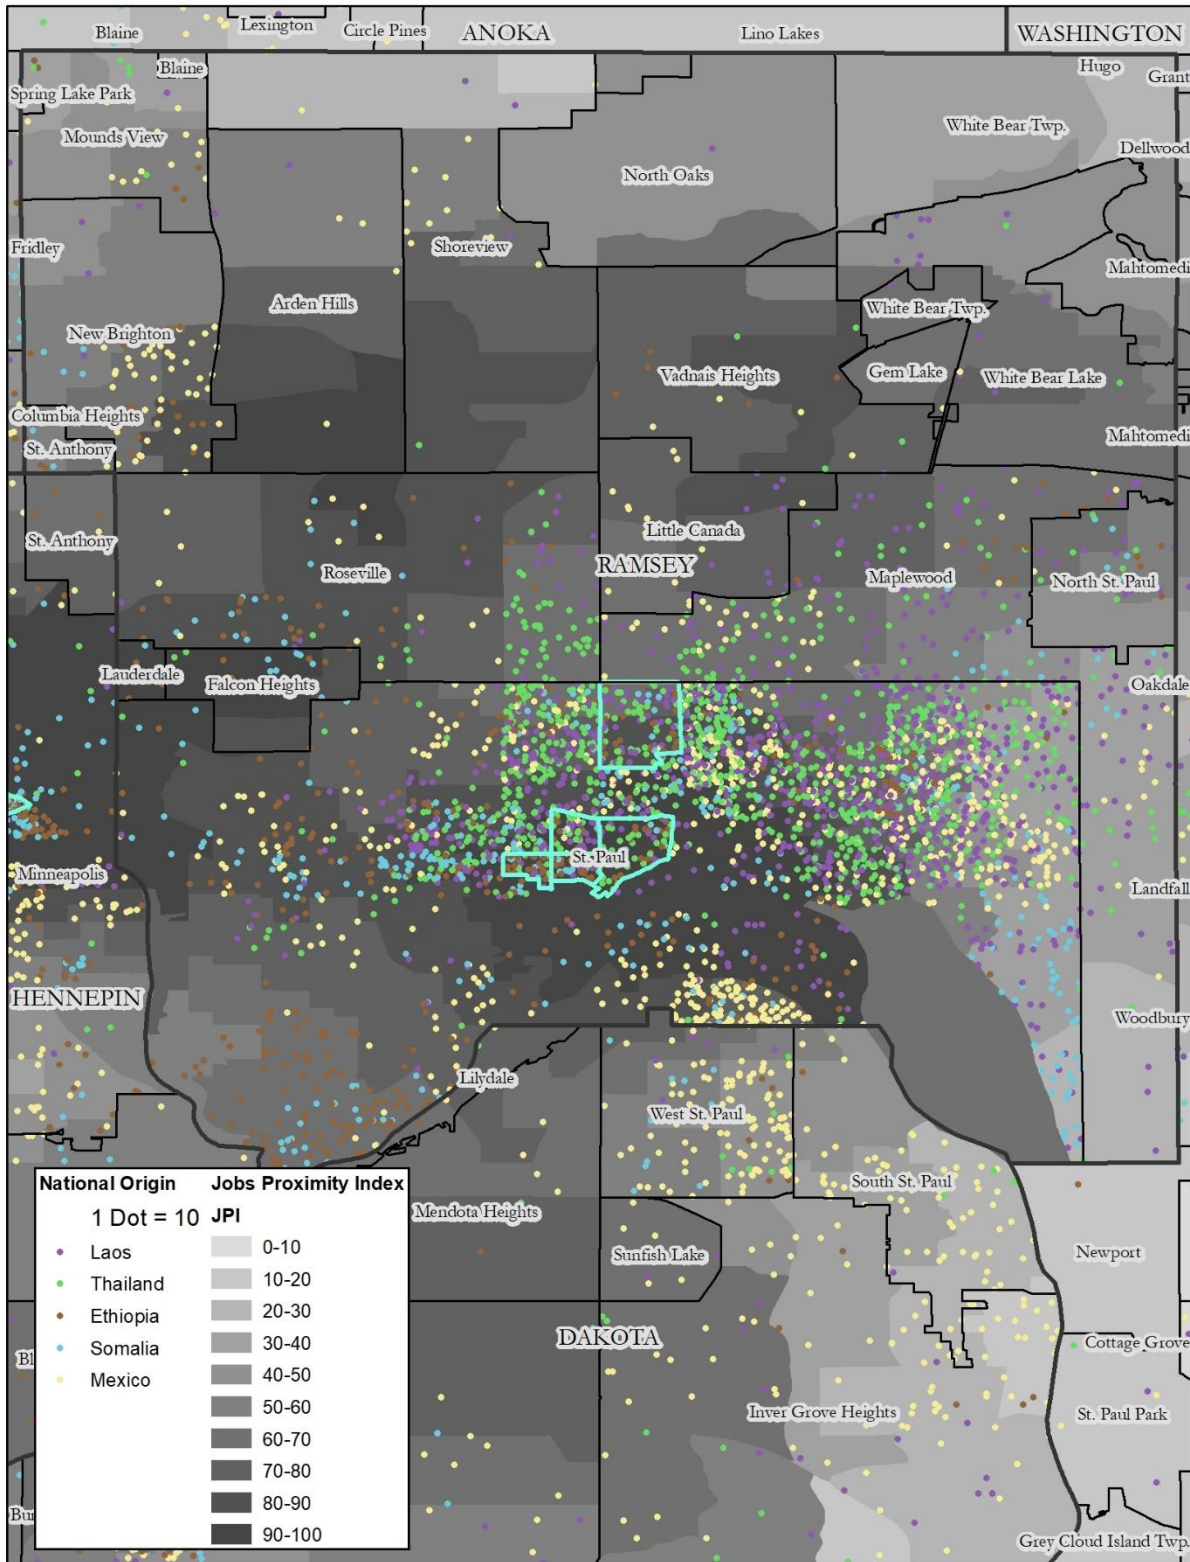 Blaine
Lexington
Circle Pines
ANOKA
Lino Lakes
WASHINGTON
Blaine
Hugo
Grant
Spring Lake Park
Mounds View
White Bear Twp.
Dellwood
North Oaks
Fridley
Shoreview
Mahtomedi
Arden Hills
White Bear Twp.
New Brighton
Vadnais Heights
Gem Lake
White Bear Lake
Columbia Heights
Mahtomedi
St. Anthony
St. Anthony
Little Canada
RAMSEY
Roseville
Maplewood
North St. Paul
Lauderdale
Falcon Heights
Oakdale
St. Paul
Minneapolis
Landfall
HENNEPIN
Woodbury
Lilydale
West St. Paul
South St. Paul
Mendota Heights
Sunfish Lake
Newport
DAKOTA
Cottage Grove
Inver Grove Heights
St. Paul Park
Grey Cloud Island Twp.
Bl
Bu
National Origin
1 Dot = 10
Laos
Thailand
Ethiopia
Somalia
Mexico
Jobs Proximity Index
JPI
0-10
10-20
20-30
30-40
40-50
50-60
60-70
70-80
80-90
90-100